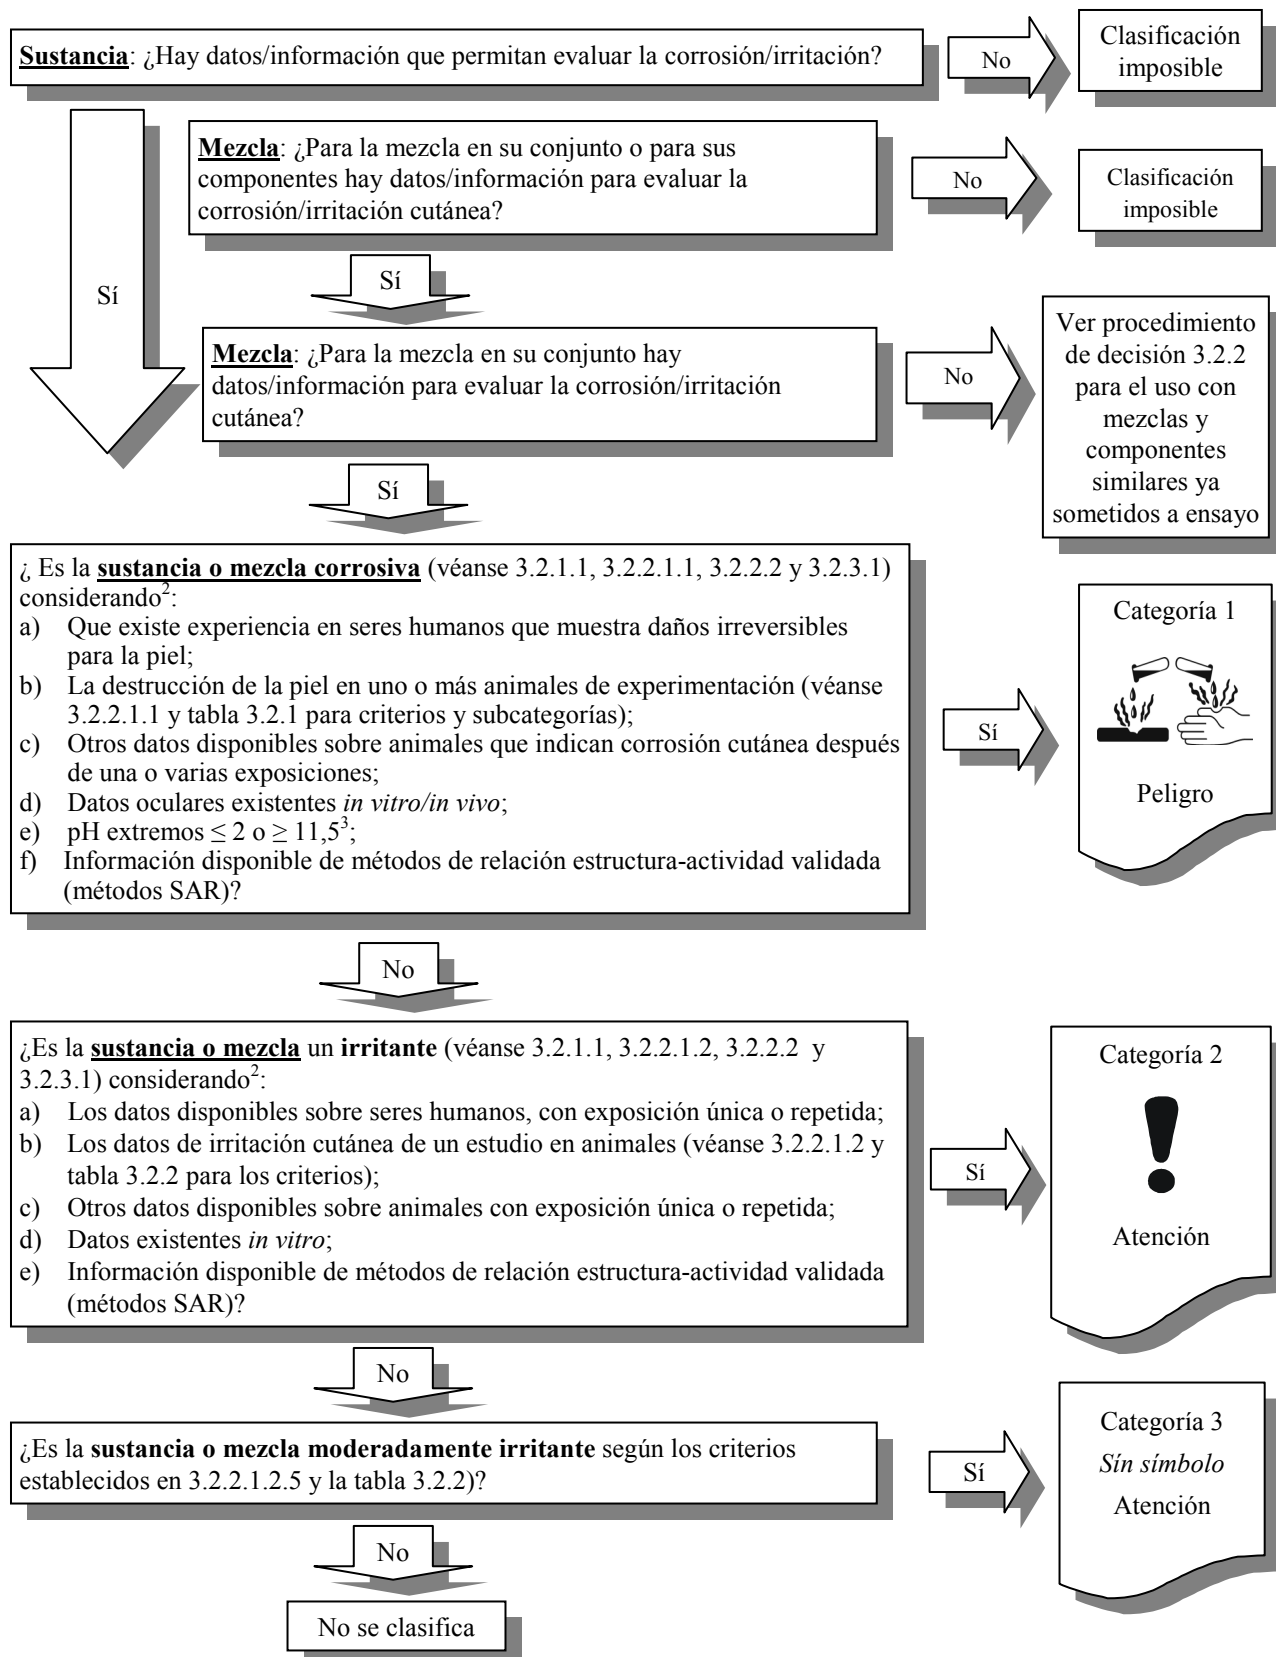 Sustancia: ¿Hay datos/información que permitan evaluar la corrosión/irritación?
No
Clasificación
imposible
Mezcla: ¿Para la mezcla en su conjunto o para sus
componentes hay datos/información para evaluar la
corrosión/irritación cutánea?
No
Clasificación
imposible
Sí
Sí
Mezcla: ¿Para la mezcla en su conjunto hay
datos/información para evaluar la corrosión/irritación
cutánea?
No
Ver procedimiento
de decisión 3.2.2
para el uso con
mezclas y
componentes
similares ya
sometidos a ensayo
Sí
¿ Es la sustancia o mezcla corrosiva (véanse 3.2.1.1, 3.2.2.1.1, 3.2.2.2 y 3.2.3.1)
considerando²:
a) Que existe experiencia en seres humanos que muestra daños irreversibles
para la piel;
b) La destrucción de la piel en uno o más animales de experimentación (véanse
3.2.2.1.1 y tabla 3.2.1 para criterios y subcategorías);
c) Otros datos disponibles sobre animales que indican corrosión cutánea después
de una o varias exposiciones;
d) Datos oculares existentes in vitro/in vivo;
e) pH extremos ≤ 2 o ≥ 11,5³;
f) Información disponible de métodos de relación estructura-actividad validada
(métodos SAR)?
Sí
Categoría 1
Peligro
No
¿Es la sustancia o mezcla un irritante (véanse 3.2.1.1, 3.2.2.1.2, 3.2.2.2 y
3.2.3.1) considerando²:
a) Los datos disponibles sobre seres humanos, con exposición única o repetida;
b) Los datos de irritación cutánea de un estudio en animales (véanse 3.2.2.1.2 y
tabla 3.2.2 para los criterios);
c) Otros datos disponibles sobre animales con exposición única o repetida;
d) Datos existentes in vitro;
e) Información disponible de métodos de relación estructura-actividad validada
(métodos SAR)?
Sí
Categoría 2
Atención
No
¿Es la sustancia o mezcla moderadamente irritante según los criterios
establecidos en 3.2.2.1.2.5 y la tabla 3.2.2)?
Sí
Categoría 3
Sín símbolo
Atención
No
No se clasifica